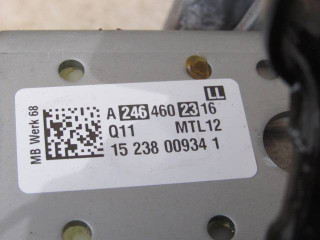 LL
MB Werk 68
A 246 460 23 16
Q11 MTL12
15 238 00934 1